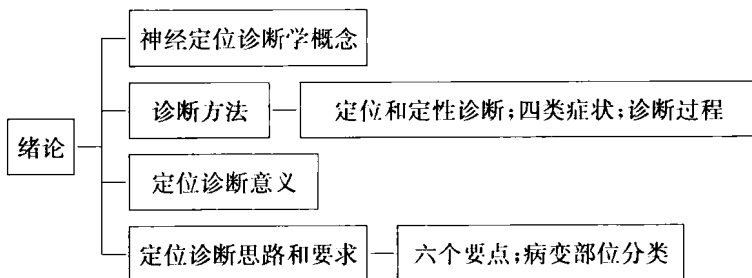 神经定位诊断学概念
诊断方法
定位和定性诊断;四类症状;诊断过程
绪论
定位诊断意义
定位诊断思路和要求
六个要点;病变部位分类